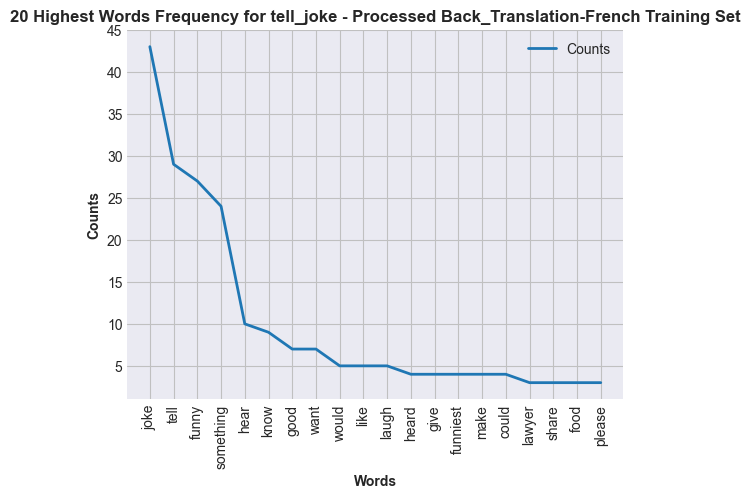 20 Highest Words Frequency for tell_joke - Processed Back_Translation-French Training Set
Counts
45
40
35
30
25
20
15
10
5
Counts
joke
tell
funny
something
hear
know
good
want
would
like
laugh
heard
give
funniest
make
could
lawyer
share
food
please
Words